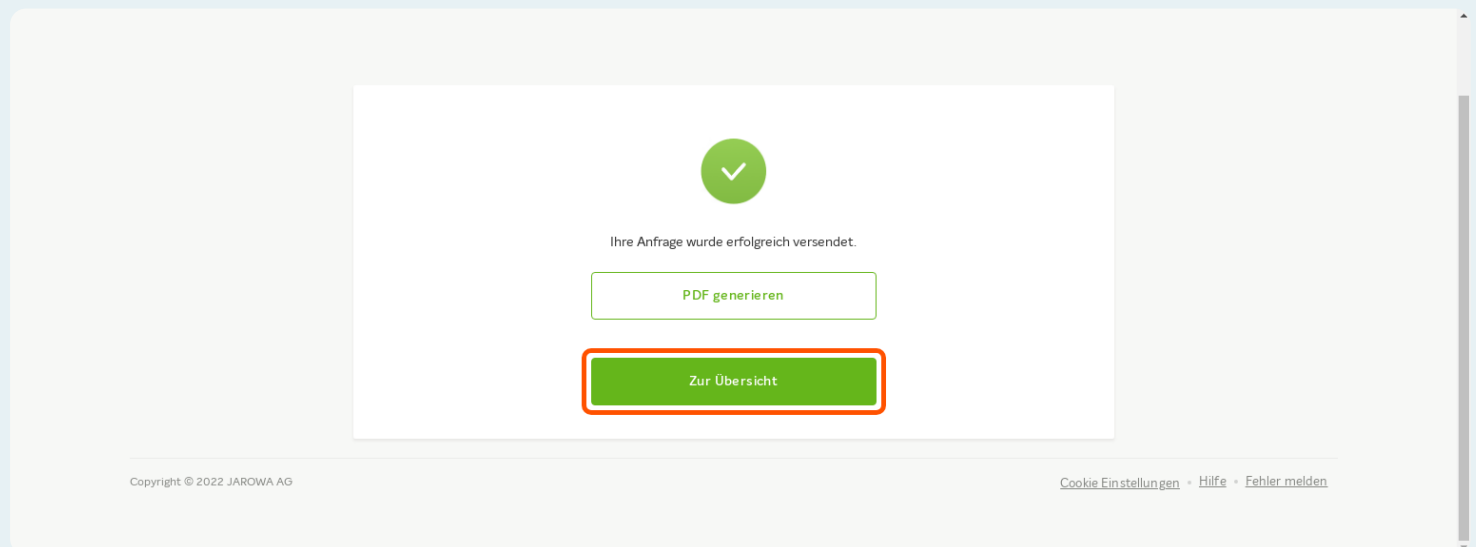 Ihre Anfrage wurde erfolgreich versendet.
PDF generieren
Zur Übersicht
Copyright © 2022 JAROWA AG
Cookie Einstellungen • Hilfe • Fehler melden